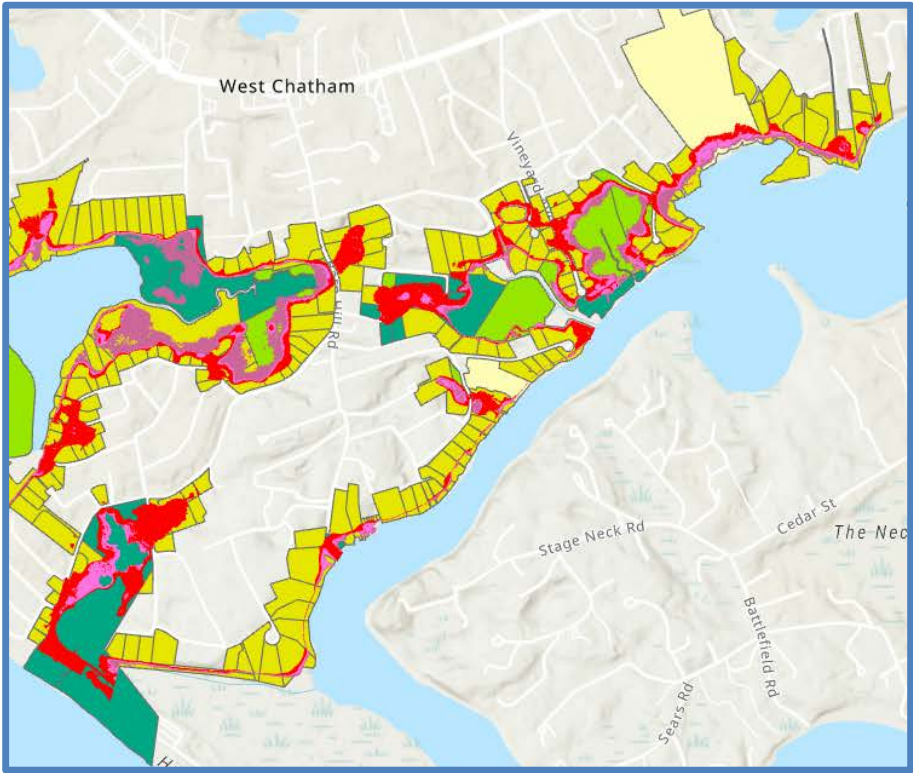 West Chatham
Vineyard
Hill Rd
Stage Neck Rd
Cedar St
The Nec
Battlefield Rd
Sears Rd
H